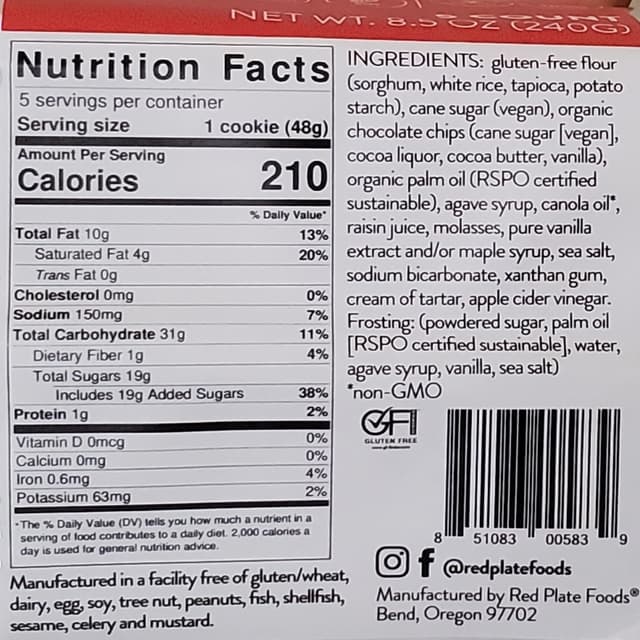 NET WT. 8.5 OZ (240G)
Nutrition Facts
5 servings per container
Serving size 1 cookie (48g)
Amount Per Serving
Calories 210
% Daily Value*
Total Fat 10g 13%
Saturated Fat 4g 20%
Trans Fat 0g
Cholesterol 0mg 0%
Sodium 150mg 7%
Total Carbohydrate 31g 11%
Dietary Fiber 1g 4%
Total Sugars 19g
Includes 19g Added Sugars 38%
Protein 1g 2%
Vitamin D 0mcg 0%
Calcium 0mg 0%
Iron 0.6mg 4%
Potassium 63mg 2%
*The % Daily Value (DV) tells you how much a nutrient in a
serving of food contributes to a daily diet. 2,000 calories a
day is used for general nutrition advice.
Manufactured in a facility free of gluten/wheat,
dairy, egg, soy, tree nut, peanuts, fish, shellfish,
sesame, celery and mustard.
INGREDIENTS: gluten-free flour
(sorghum, white rice, tapioca, potato
starch), cane sugar (vegan), organic
chocolate chips (cane sugar [vegan],
cocoa liquor, cocoa butter, vanilla),
organic palm oil (RSPO certified
sustainable), agave syrup, canola oil*,
raisin juice, molasses, pure vanilla
extract and/or maple syrup, sea salt,
sodium bicarbonate, xanthan gum,
cream of tartar, apple cider vinegar.
Frosting: (powdered sugar, palm oil
[RSPO certified sustainable], water,
agave syrup, vanilla, sea salt)
*non-GMO
GF
GLUTEN FREE
8 51083 00583 9
@redplatefoods
Manufactured by Red Plate Foods®
Bend, Oregon 97702